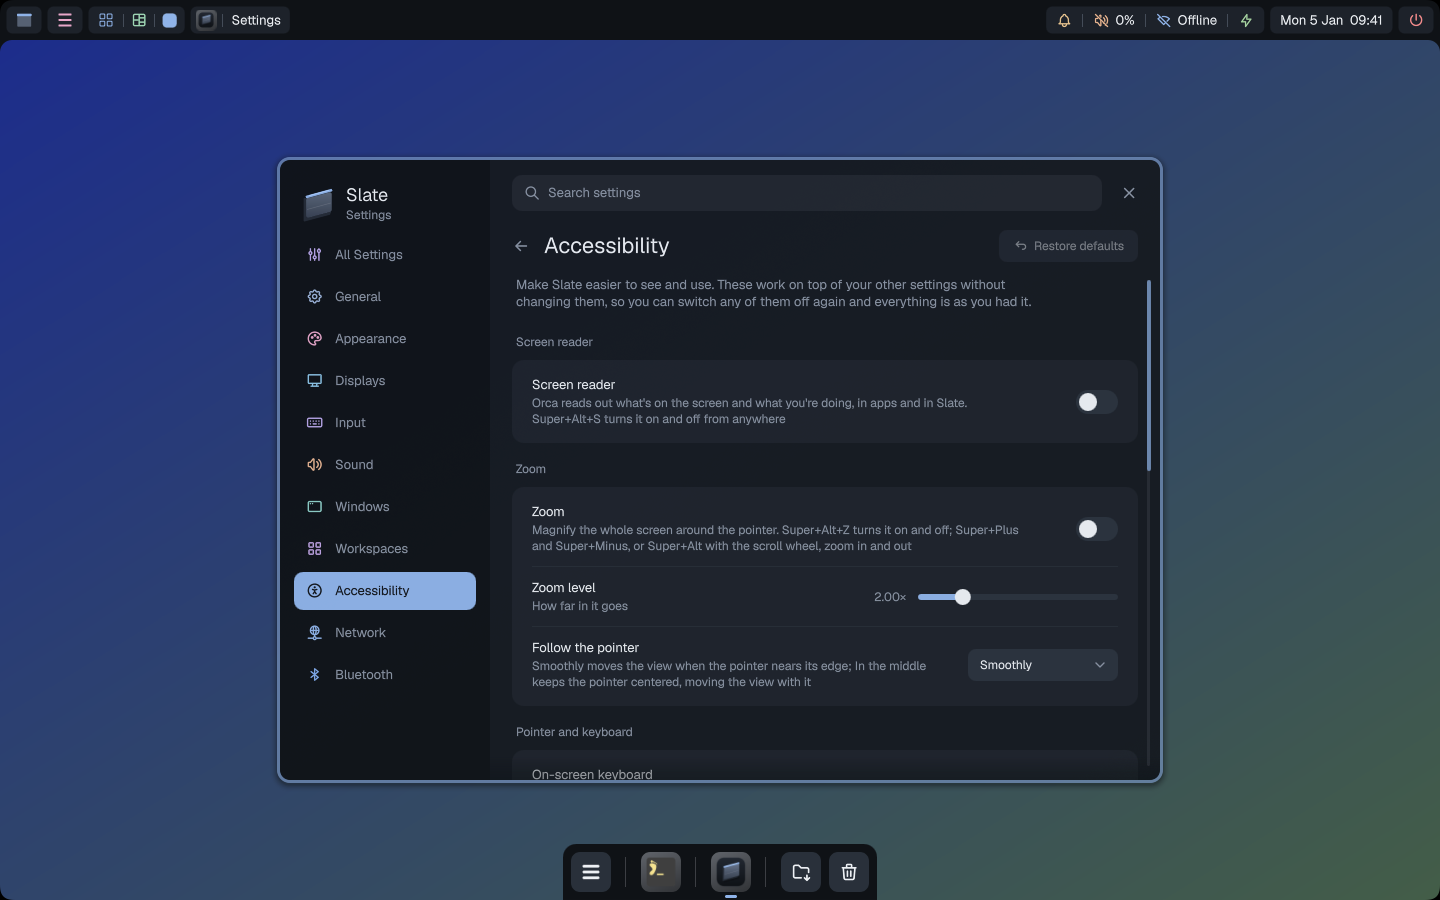 Settings
0%
Offline
Mon 5 Jan 09:41
Slate
Settings
All Settings
General
Appearance
Displays
Input
Sound
Windows
Workspaces
Accessibility
Network
Bluetooth
Search settings
Accessibility
Restore defaults
Make Slate easier to see and use. These work on top of your other settings without
changing them, so you can switch any of them off again and everything is as you had it.
Screen reader
Screen reader
Orca reads out what's on the screen and what you're doing, in apps and in Slate.
Super+Alt+S turns it on and off from anywhere
Zoom
Zoom
Magnify the whole screen around the pointer. Super+Alt+Z turns it on and off; Super+Plus
and Super+Minus, or Super+Alt with the scroll wheel, zoom in and out
Zoom level
How far in it goes
2.00×
Follow the pointer
Smoothly moves the view when the pointer nears its edge; In the middle
keeps the pointer centered, moving the view with it
Smoothly
Pointer and keyboard
On-screen keyboard